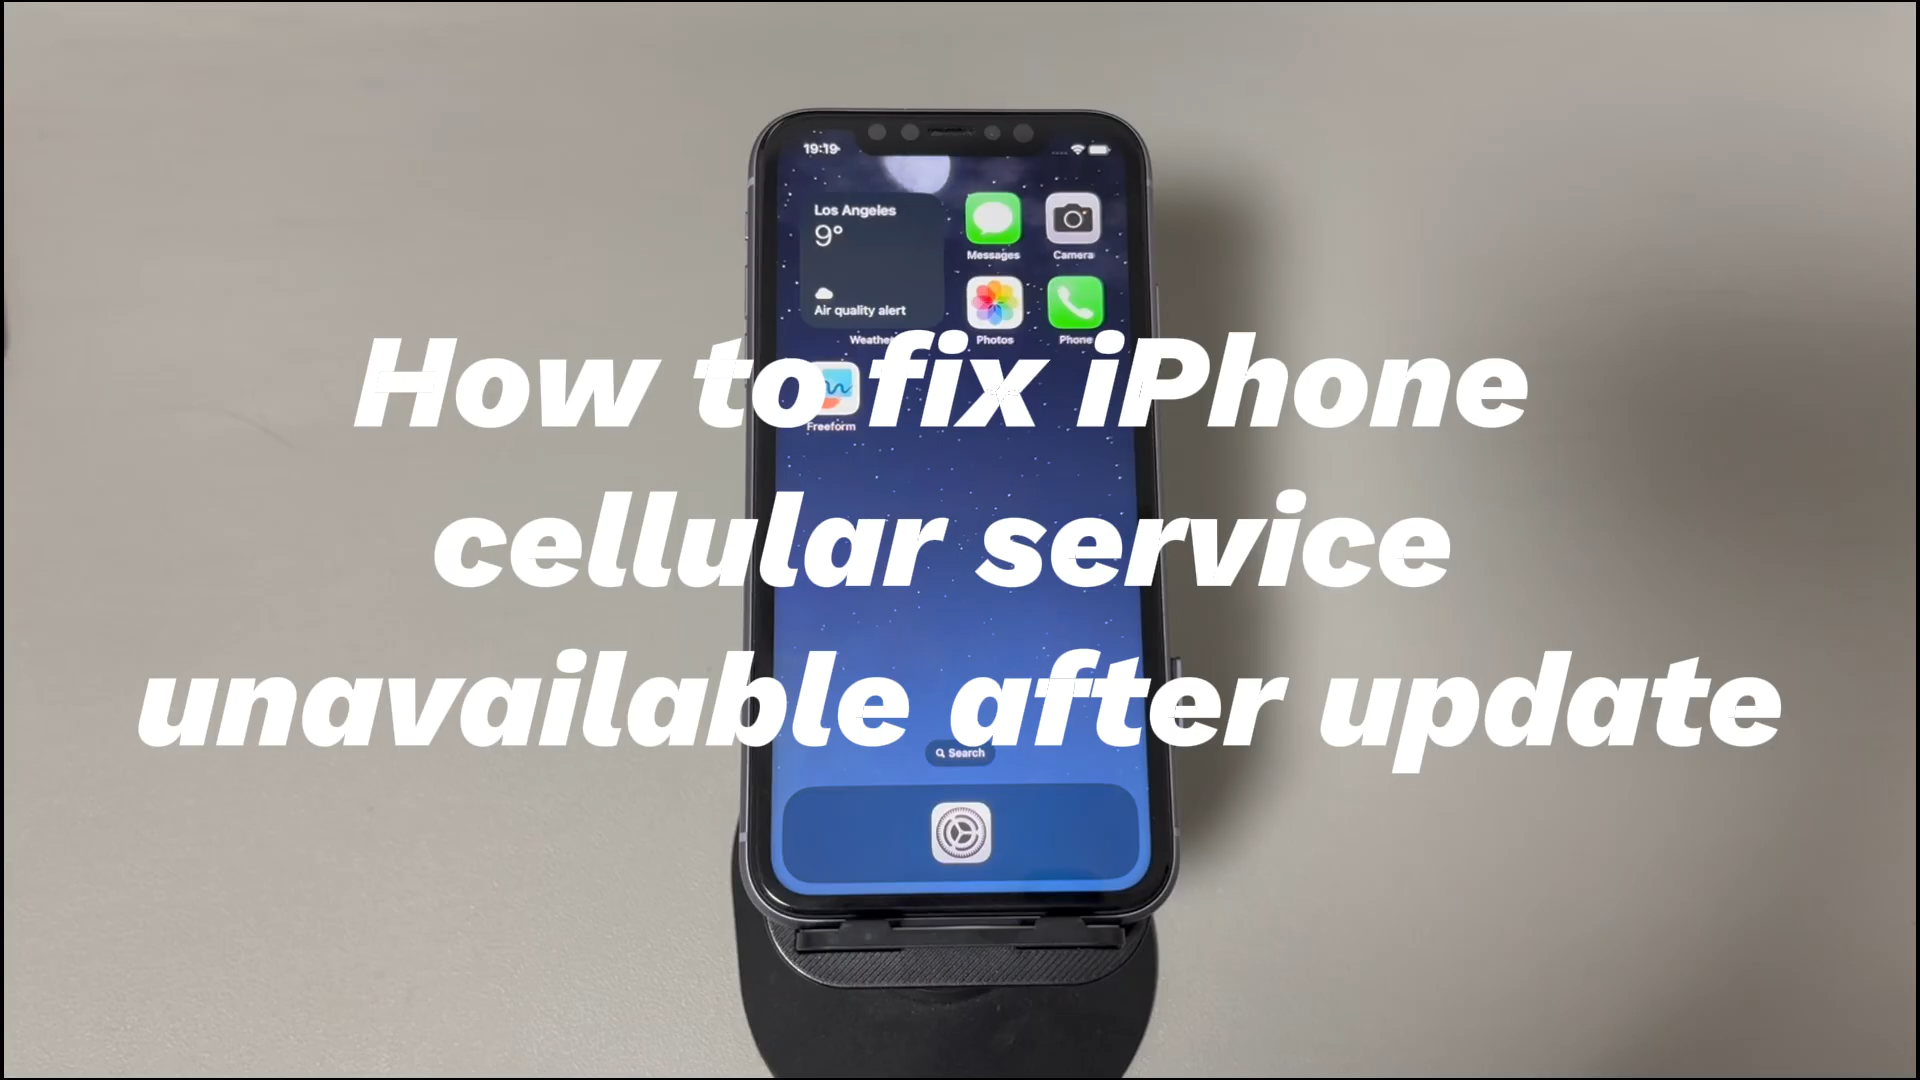 19:19
Los Angeles
9°
Air quality alert
Messages
Camera
Photos
Phone
Freeform
How to fix iPhone
cellular service
unavailable after update
Search